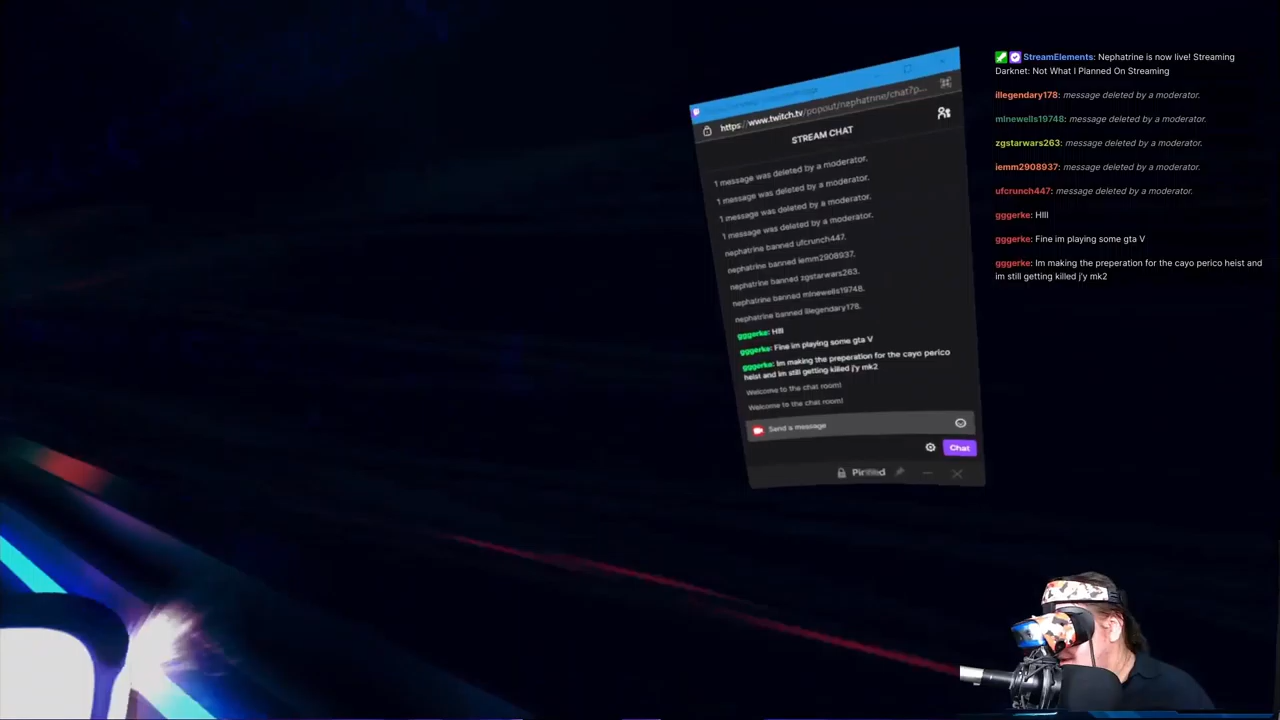 https://www.twitch.tv/popout/nephatrine/chat?p...
STREAM CHAT
1 message was deleted by a moderator.
1 message was deleted by a moderator.
1 message was deleted by a moderator.
1 message was deleted by a moderator.
nephatrine banned ufcrunch447.
nephatrine banned iemm2908937.
nephatrine banned zgstarwars263.
nephatrine banned mlnewells19748.
nephatrine banned illegendary178.
gggerke: HIII
gggerke: Fine im playing some gta V
gggerke: Im making the preparation for the cayo perico
heist and im still getting killed j'y mk2
Welcome to the chat room!
Welcome to the chat room!
Send a message
Chat
Pinned
StreamElements: Nephatrine is now live! Streaming
Darknet: Not What I Planned On Streaming
illegendary178: message deleted by a moderator.
mlnewells19748: message deleted by a moderator.
zgstarwars263: message deleted by a moderator.
iemm2908937: message deleted by a moderator.
ufcrunch447: message deleted by a moderator.
gggerke: HIII
gggerke: Fine im playing some gta V
gggerke: Im making the preparation for the cayo perico heist and
im still getting killed j'y mk2